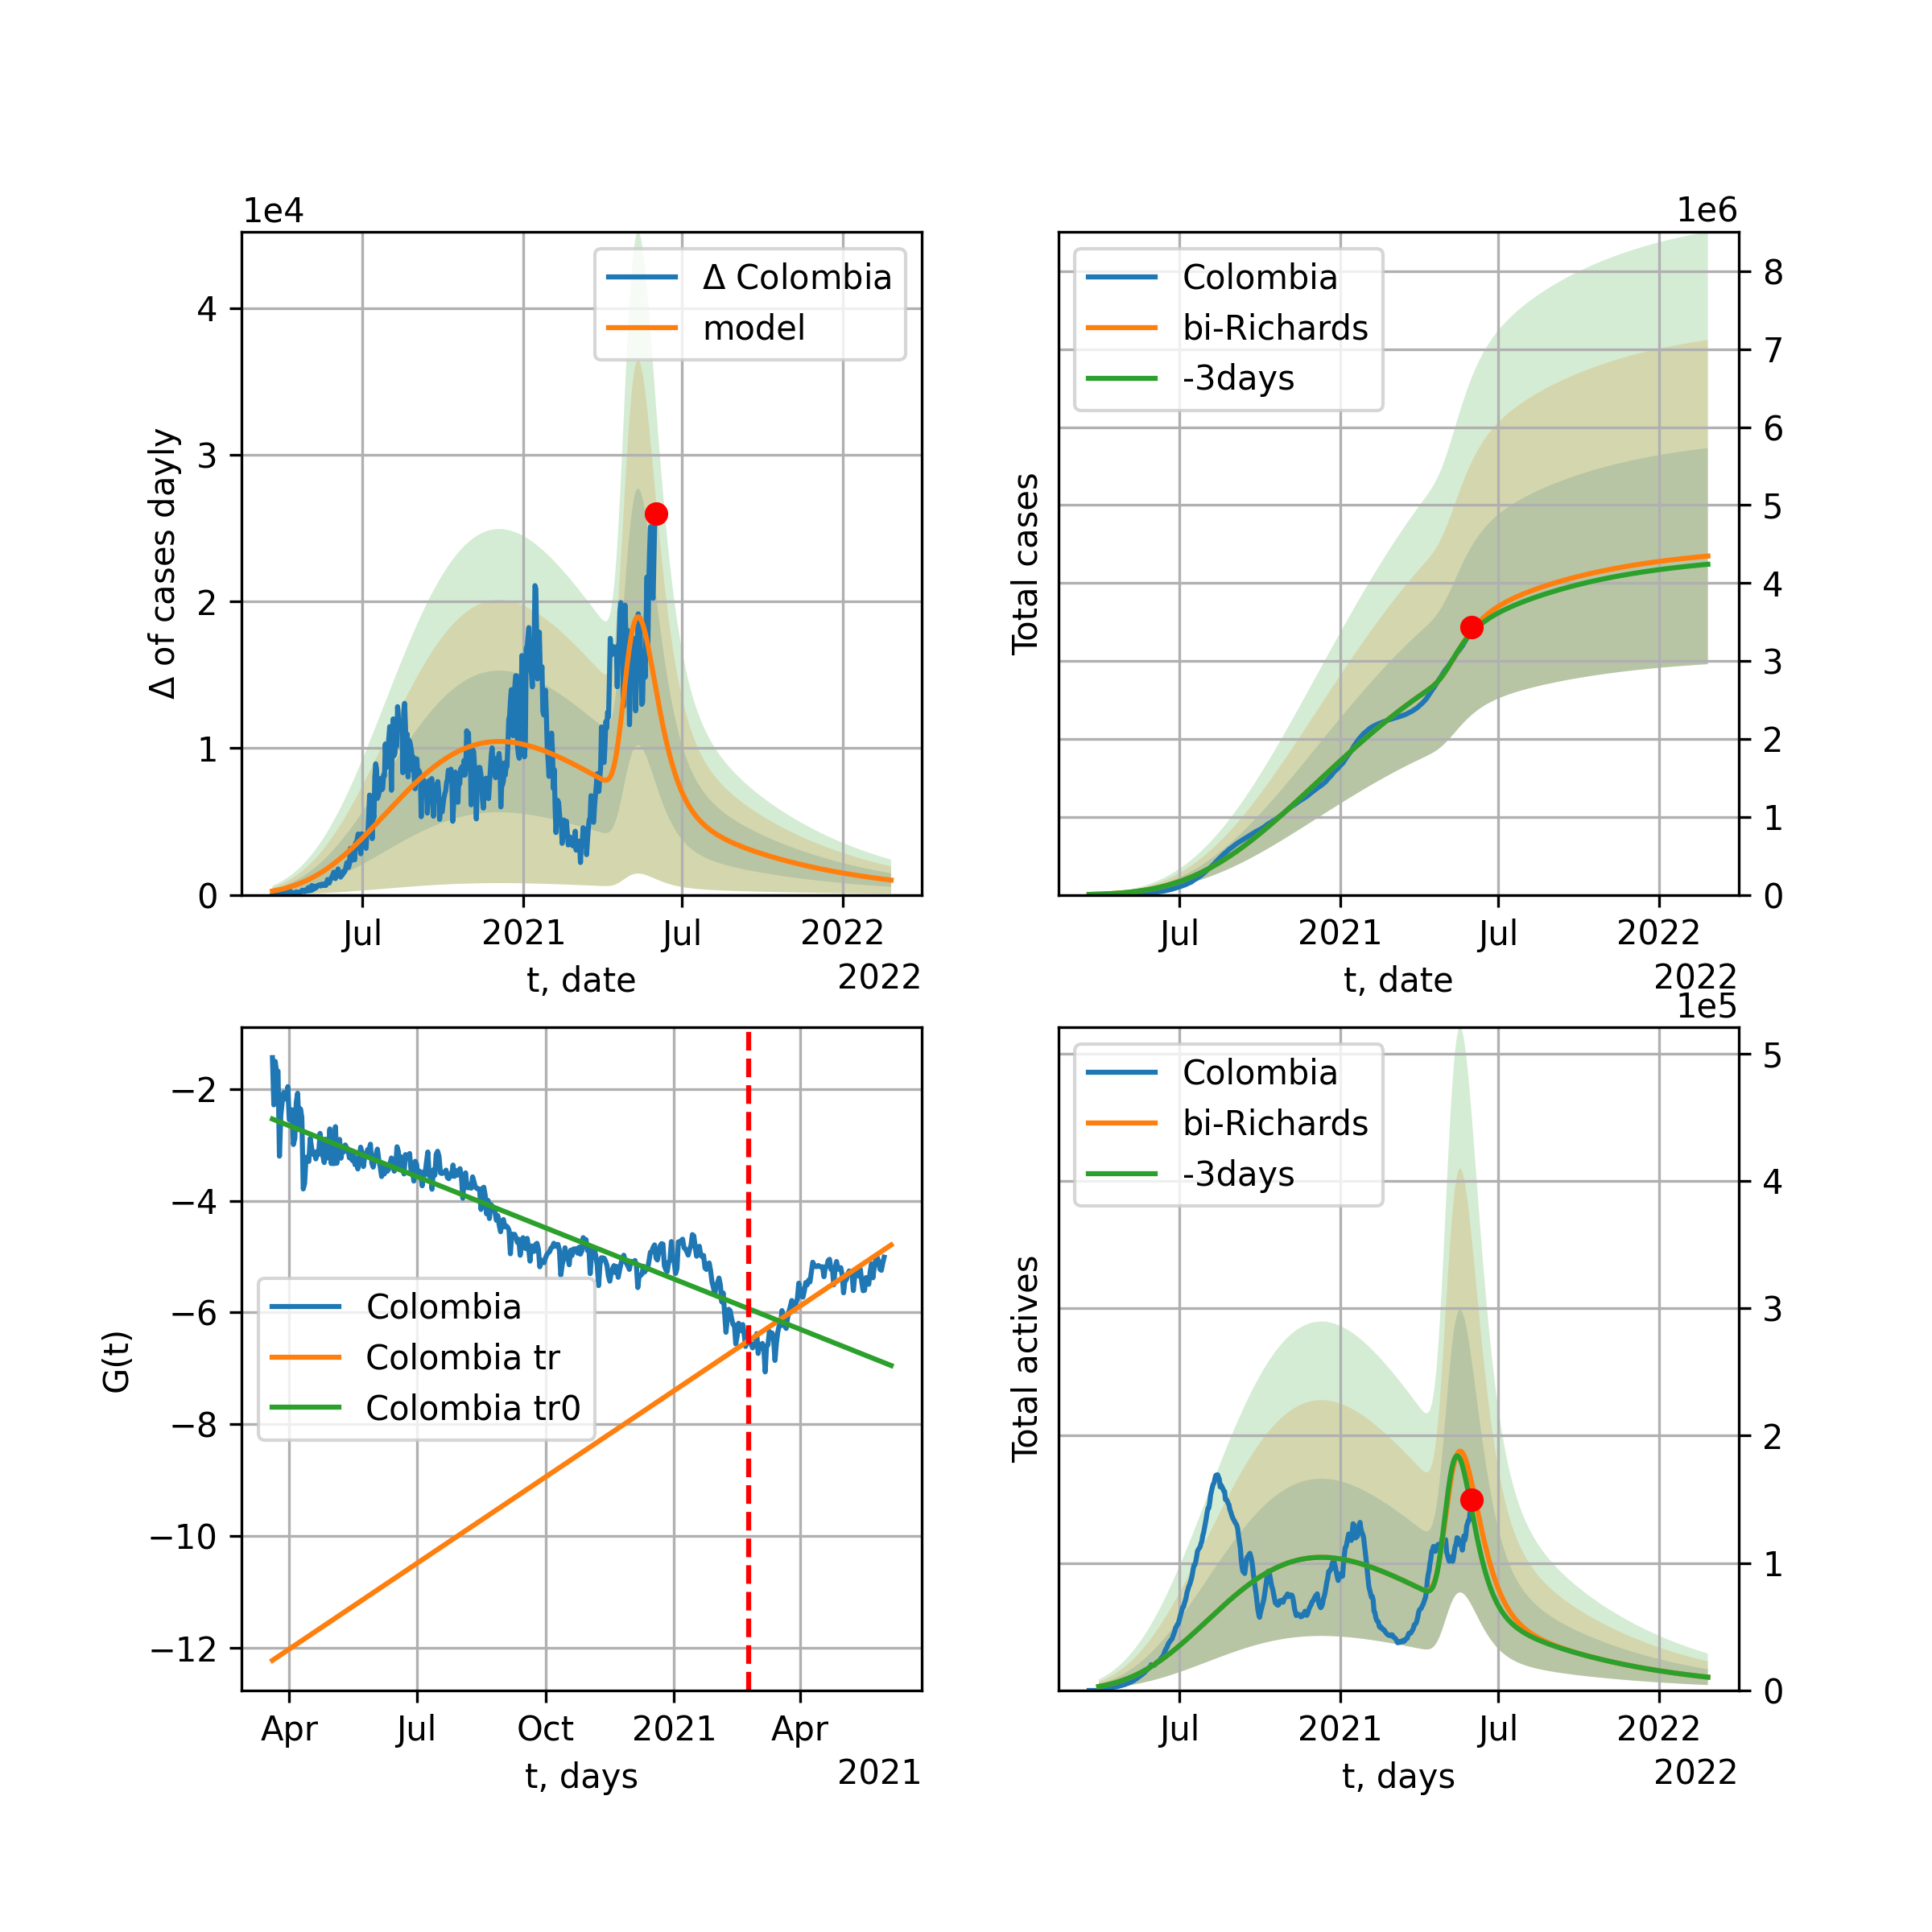 1e4
Δ Colombia
model
4
3
2
1
0
Δ of cases dayly
Jul
2021
Jul
2022
t, date
2022
1e6
Colombia
bi-Richards
-3days
8
7
6
5
4
3
2
1
0
Total cases
Jul
2021
Jul
2022
t, date
2022
−2
−4
−6
−8
−10
−12
G(t)
Colombia
Colombia tr
Colombia tr0
Apr
Jul
Oct
2021
Apr
t, days
2021
1e5
Colombia
bi-Richards
-3days
5
4
3
2
1
0
Total actives
Jul
2021
Jul
2022
t, days
2022